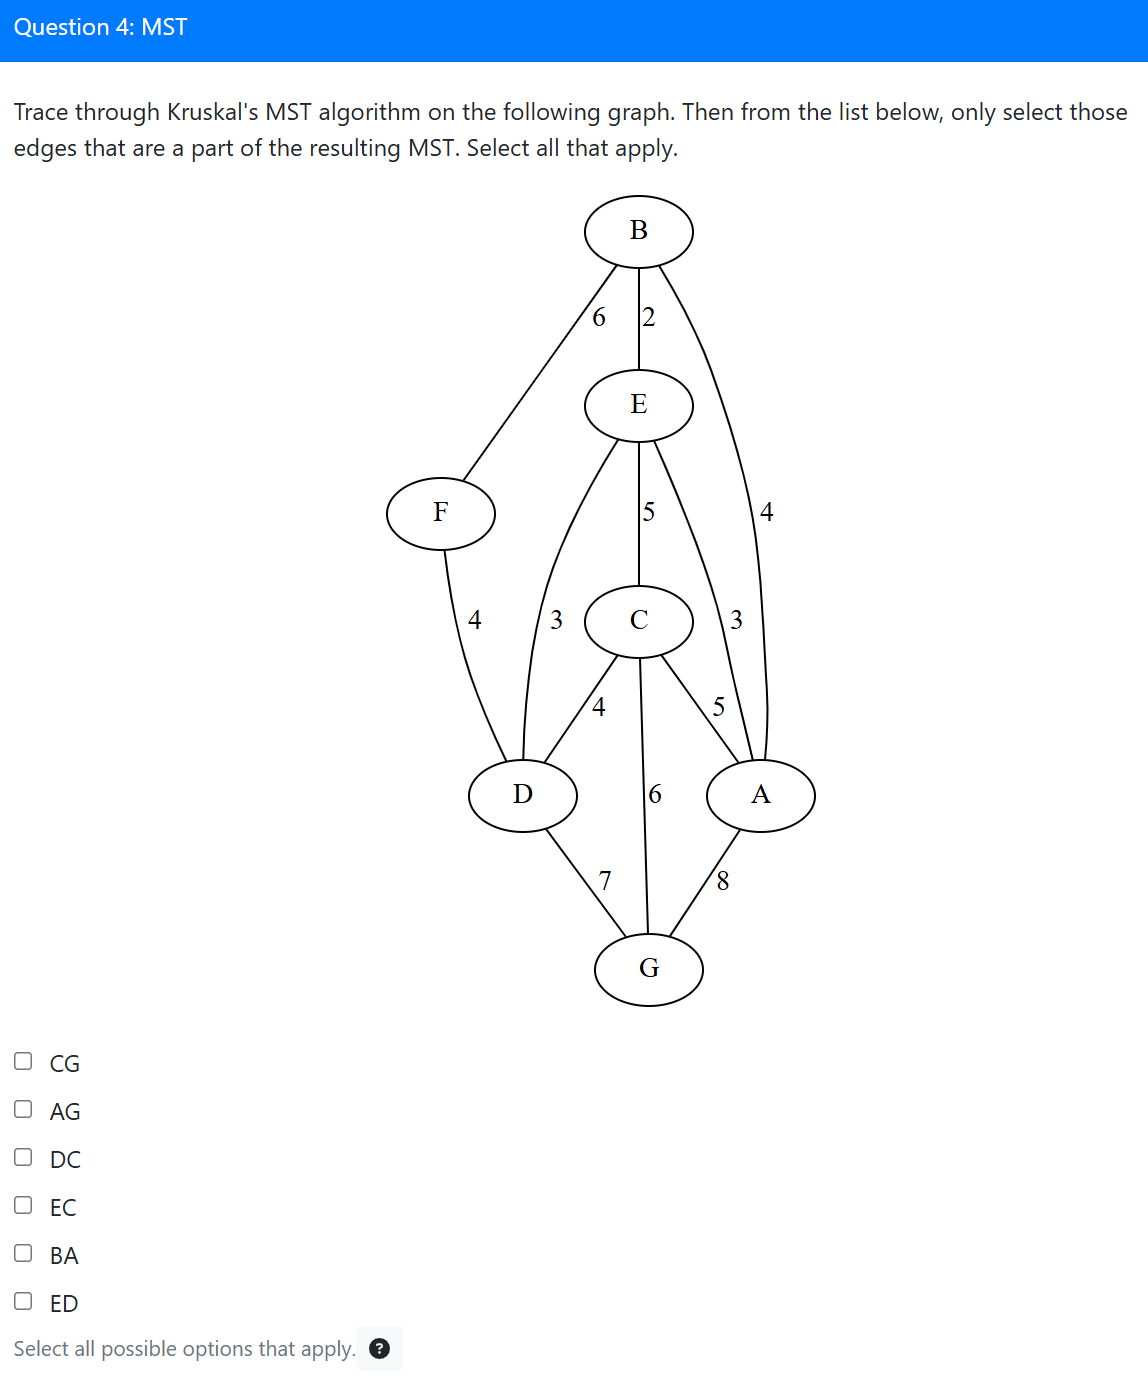 Question 4: MST
Trace through Kruskal's MST algorithm on the following graph. Then from the list below, only select those
edges that are a part of the resulting MST. Select all that apply.
B
6 2
E
F 5 4
4 3 C 3
4 5
D 6 A
7 8
G
CG
AG
DC
EC
BA
ED
Select all possible options that apply. ?